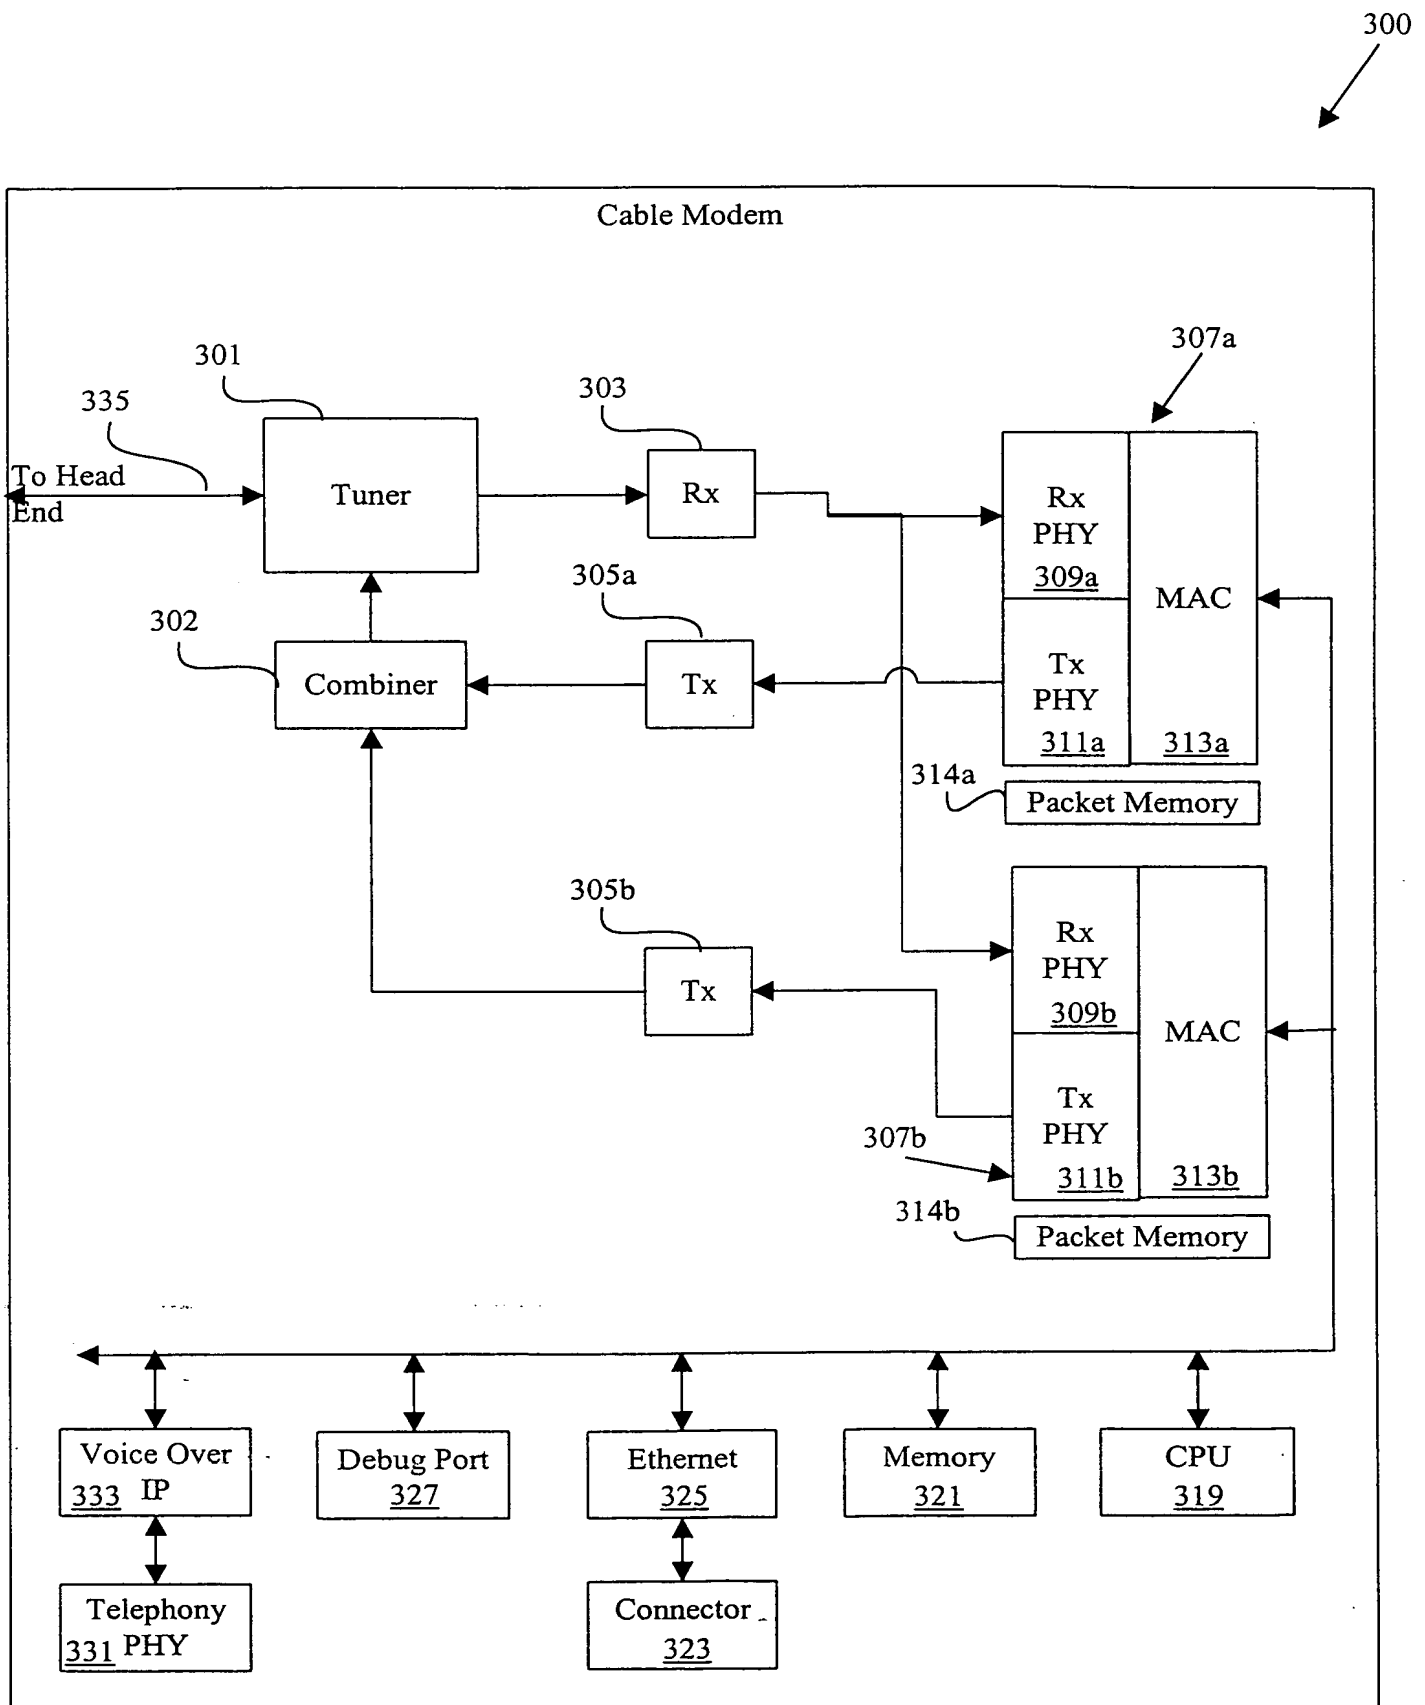 300
Cable Modem
307a
301
303
335
To Head
End
Tuner
Rx
Rx
PHY
309a
MAC
305a
302
Combiner
Tx
Tx
PHY
311a
313a
314a
Packet Memory
305b
Tx
Rx
PHY
309b
MAC
Tx
PHY
307b
311b
313b
314b
Packet Memory
Voice Over
333 IP
Debug Port
327
Ethernet
325
Memory
321
CPU
319
Telephony
331 PHY
Connector
323